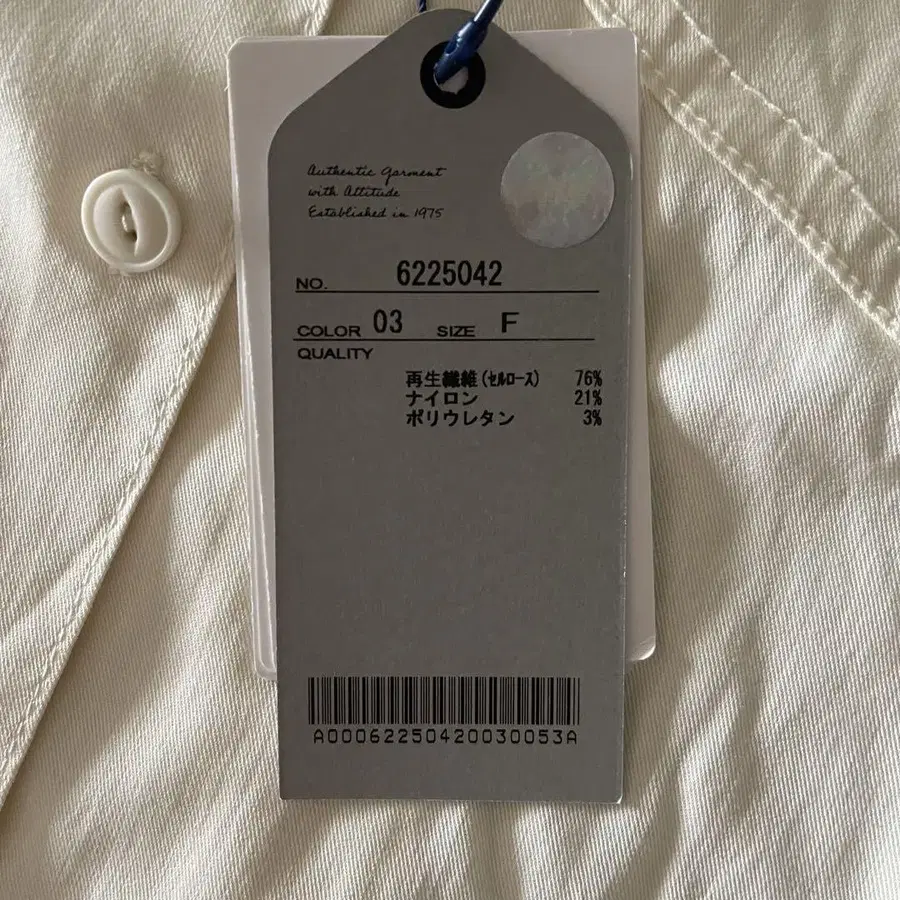 Authentic garment
with Attitude
Established in 1975
NO. 6225042
COLOR 03 SIZE F
QUALITY
再生繊維(セルロース) 76%
ナイロン 21%
ポリウレタン 3%
A00062250420030053A